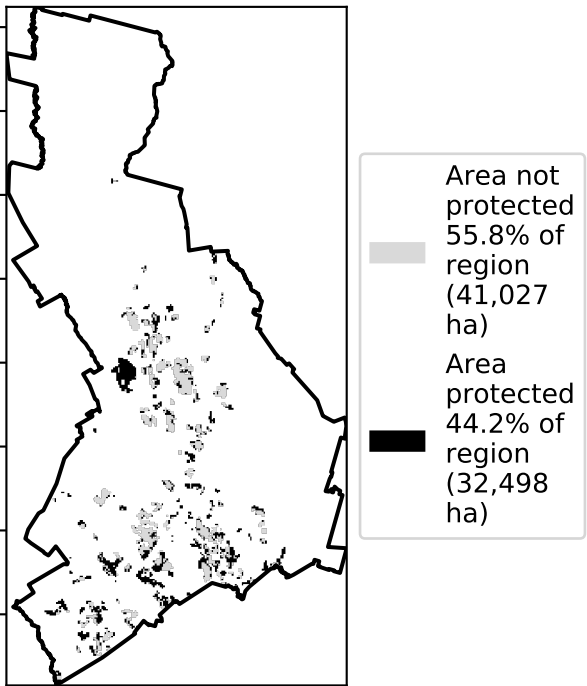 Area not
protected
55.8% of
region
(41,027
ha)
Area
protected
44.2% of
region
(32,498
ha)